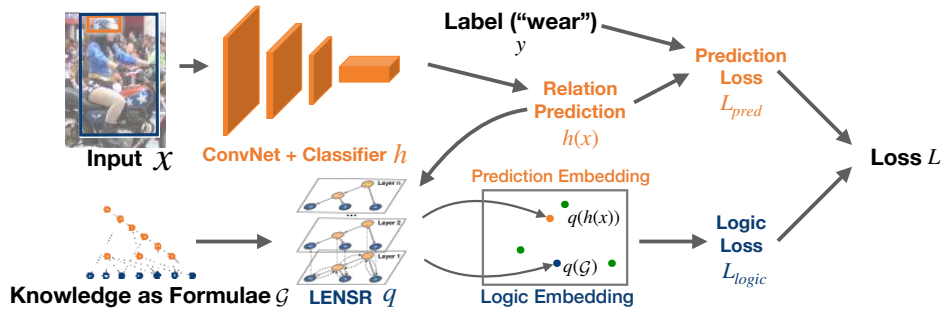 Label ("wear")
y
Prediction
Loss
L_pred
Relation
Prediction
h(x)
Input x
ConvNet + Classifier h
Loss L
Layer n
...
Layer 2
Layer 1
Prediction Embedding
q(h(x))
q(𝒢)
Logic
Loss
L_logic
Knowledge as Formulae 𝒢
LENSR q
Logic Embedding